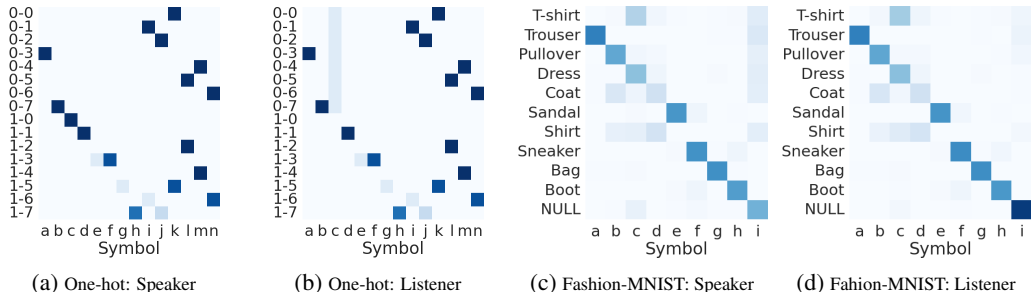 0-0
0-1
0-2
0-3
0-4
0-5
0-6
0-7
1-0
1-1
1-2
1-3
1-4
1-5
1-6
1-7
a b c d e f g h i j k l m n
Symbol
(a) One-hot: Speaker
0-0
0-1
0-2
0-3
0-4
0-5
0-6
0-7
1-0
1-1
1-2
1-3
1-4
1-5
1-6
1-7
a b c d e f g h i j k l m n
Symbol
(b) One-hot: Listener
T-shirt
Trouser
Pullover
Dress
Coat
Sandal
Shirt
Sneaker
Bag
Boot
NULL
a b c d e f g h i
Symbol
(c) Fashion-MNIST: Speaker
T-shirt
Trouser
Pullover
Dress
Coat
Sandal
Shirt
Sneaker
Bag
Boot
NULL
a b c d e f g h i
Symbol
(d) Fahion-MNIST: Listener